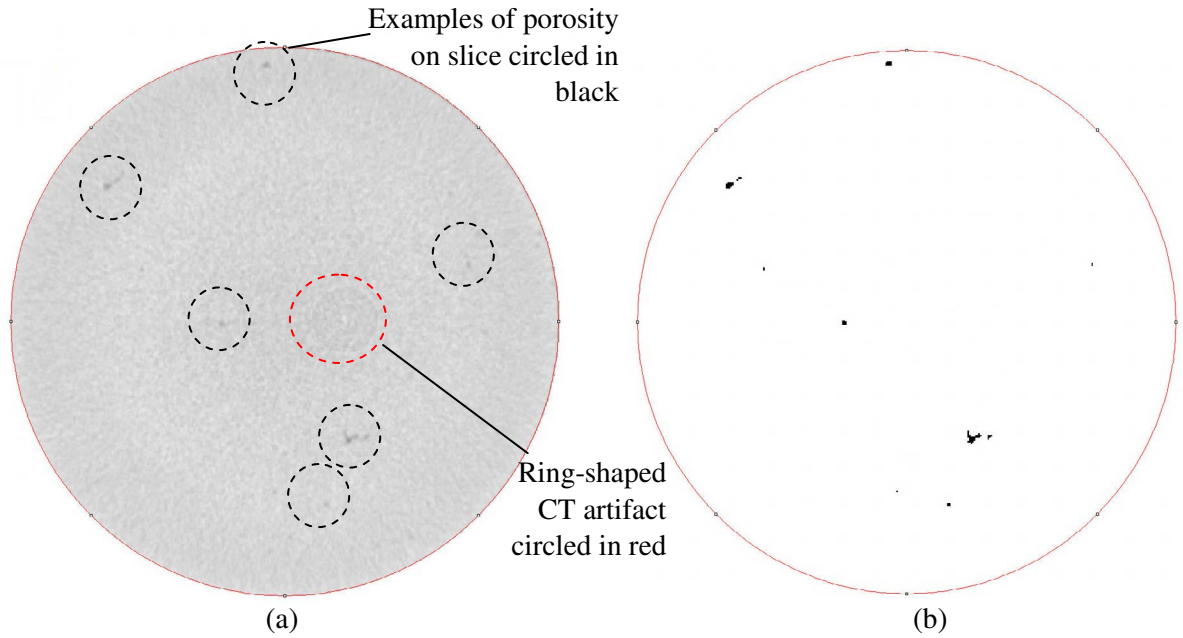 Examples of porosity
on slice circled in
black
Ring-shaped
CT artifact
circled in red
(a)
(b)